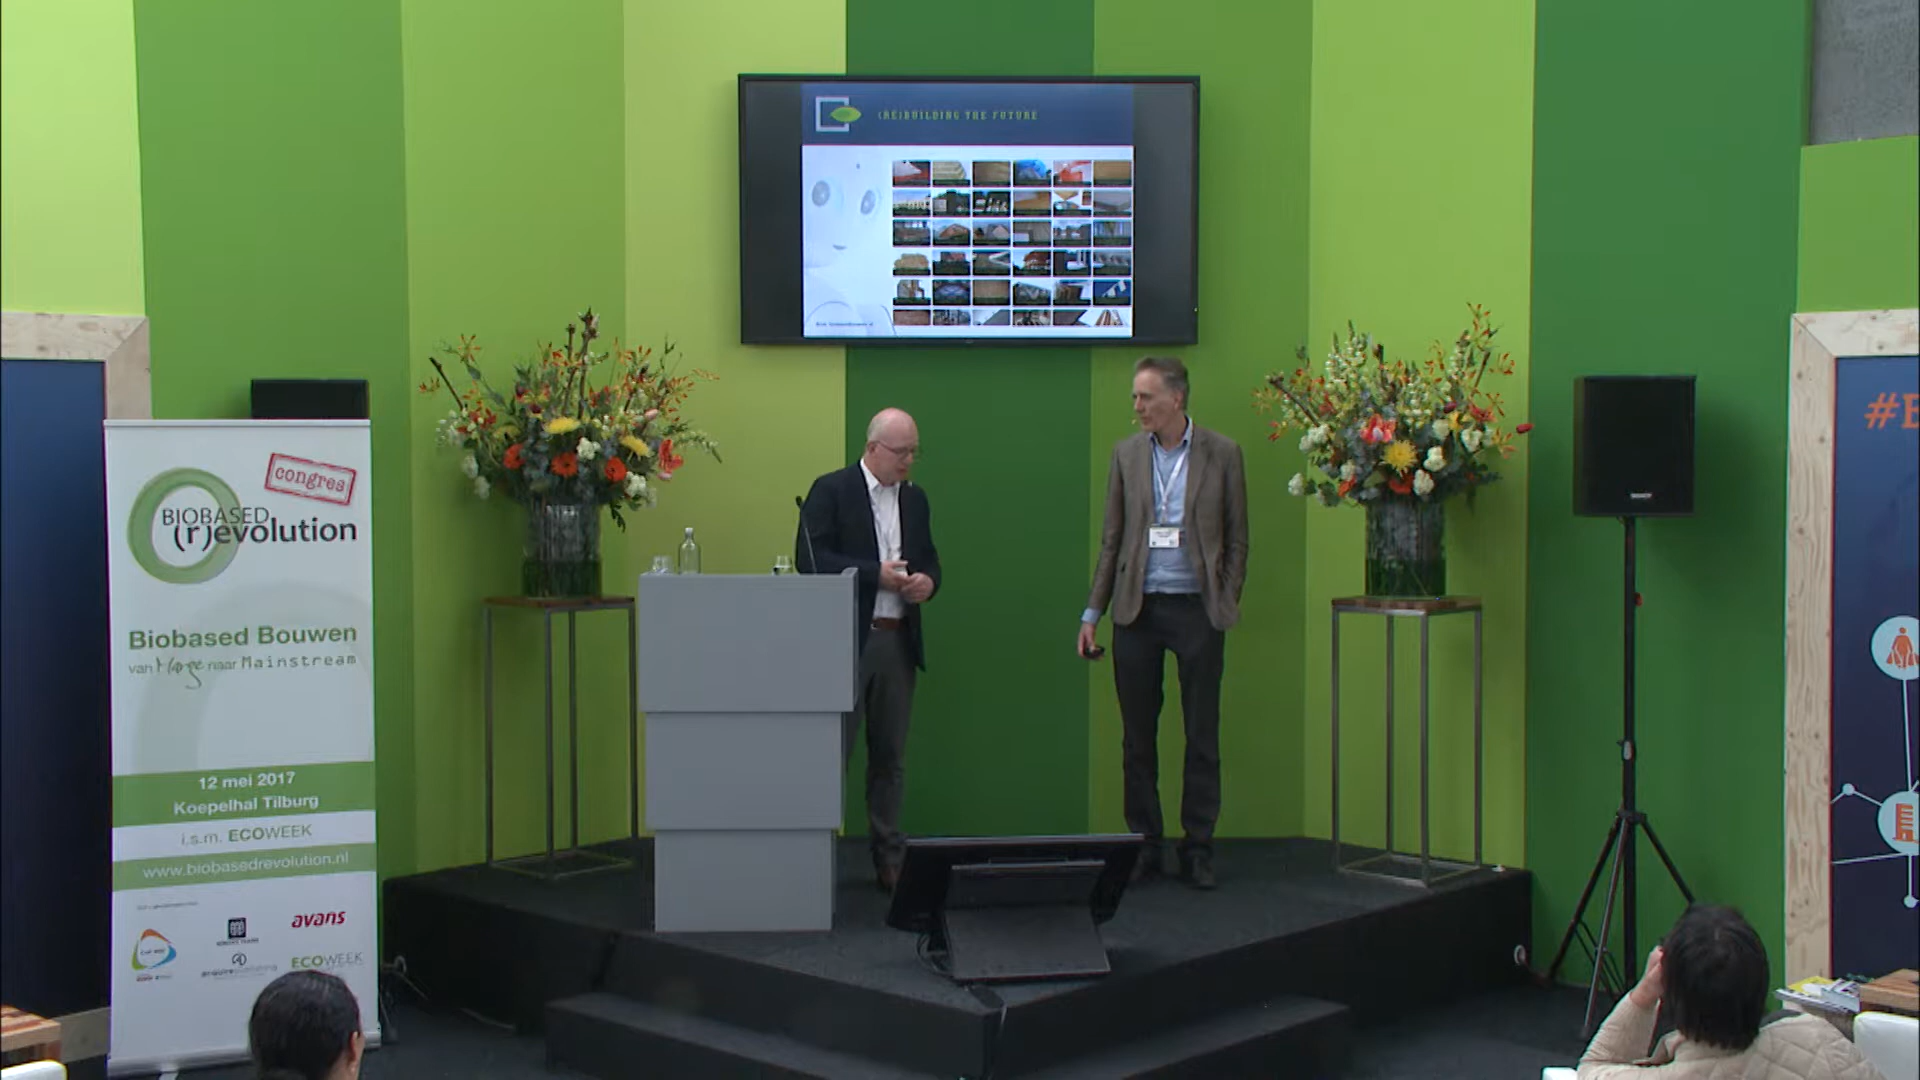 (RE)BUILDING THE FUTURE
congres
BIOBASED
(r)evolution
Biobased Bouwen
van Marge naar Mainstream
12 mei 2017
Koepelhal Tilburg
i.s.m. ECOWEEK
www.biobasedrevolution.nl
avans
ECOWEEK